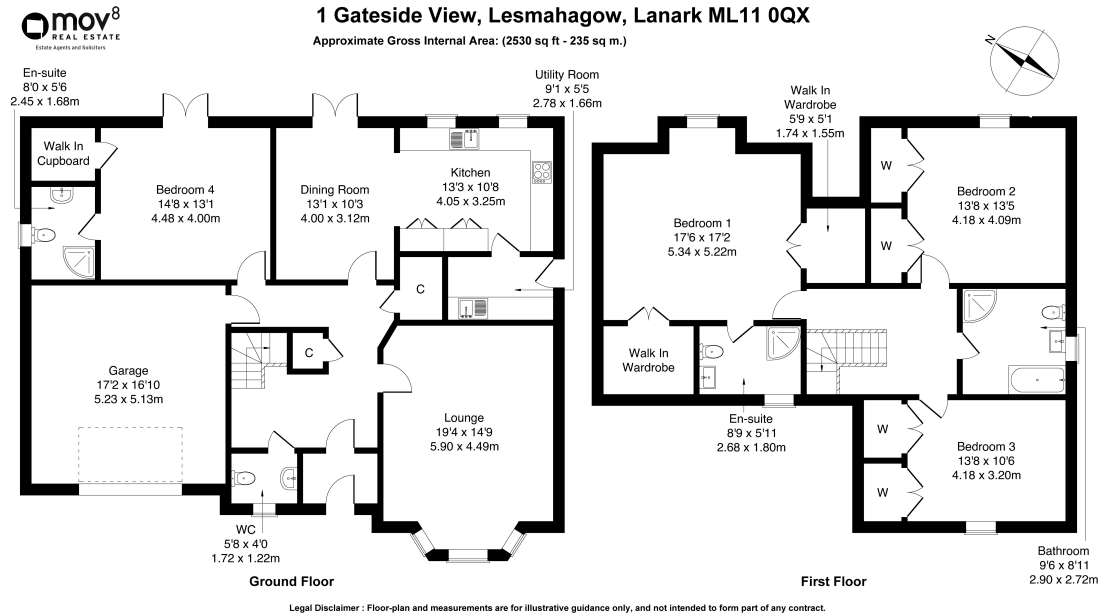 mov8
REAL ESTATE
Estate Agents and Solicitors
1 Gateside View, Lesmahagow, Lanark ML11 0QX
Approximate Gross Internal Area: (2530 sq ft - 235 sq m.)
N
En-suite
8'0 x 5'6
2.45 x 1.68m
Utility Room
9'1 x 5'5
2.78 x 1.66m
Walk In
Cupboard
Bedroom 4
14'8 x 13'1
4.48 x 4.00m
Dining Room
13'1 x 10'3
4.00 x 3.12m
Kitchen
13'3 x 10'8
4.05 x 3.25m
C
C
Garage
17'2 x 16'10
5.23 x 5.13m
Lounge
19'4 x 14'9
5.90 x 4.49m
WC
5'8 x 4'0
1.72 x 1.22m
Ground Floor
Walk In
Wardrobe
5'9 x 5'1
1.74 x 1.55m
Bedroom 1
17'6 x 17'2
5.34 x 5.22m
W
W
Bedroom 2
13'8 x 13'5
4.18 x 4.09m
Walk In
Wardrobe
En-suite
8'9 x 5'11
2.68 x 1.80m
W
W
Bedroom 3
13'8 x 10'6
4.18 x 3.20m
Bathroom
9'6 x 8'11
2.90 x 2.72m
First Floor
Legal Disclaimer : Floor-plan and measurements are for illustrative guidance only, and not intended to form part of any contract.